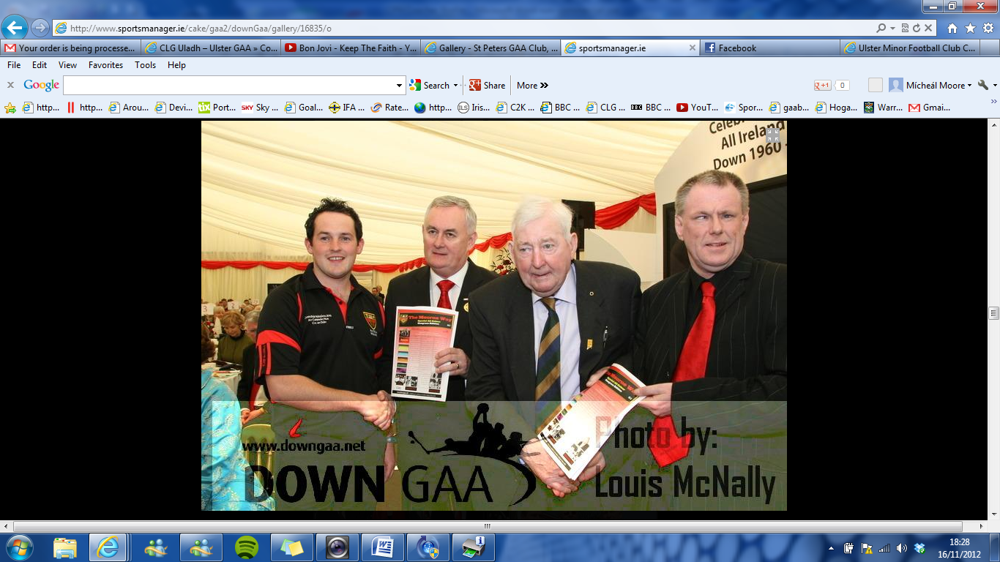 http://www.sportsmanager.ie/cake/gaa2/downGaa/gallery/16835/o
Your order is being processe...
CLG Uladh – Ulster GAA » Co...
Bon Jovi - Keep The Faith - Y...
Gallery - St Peters GAA Club, ...
sportsmanager.ie
Facebook
Ulster Minor Football Club C...
File Edit View Favorites Tools Help
x Google Search Share More »
+1 0 Mícheál Moore
http... http... Arou... Devi... Port... Sky ... Goal... IFA ... Rate... http... Iris... C2K ... BBC ... CLG ... BBC ... YouT... Spor... gaab... Hoga... Warr... Gmai...
All Ireland
Down 1960
The Mourne Way
The Mourne Way
www.downgaa.net
DOWN GAA
Photo by:
Louis McNally
18:28
16/11/2012